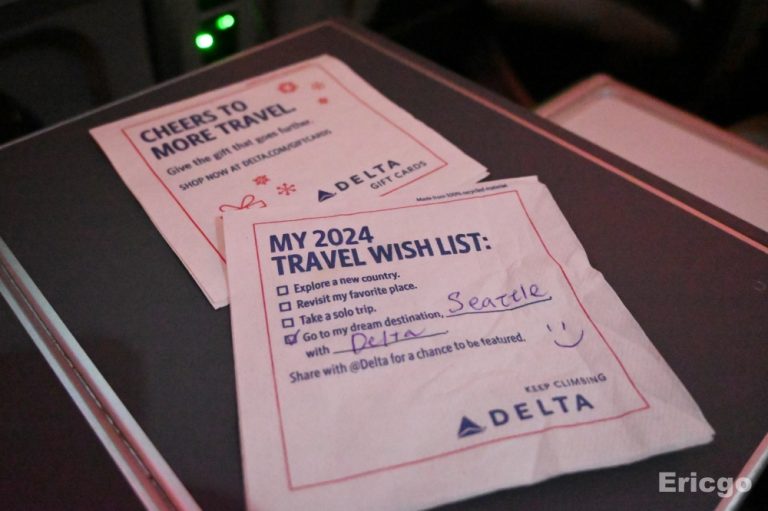 CHEERS TO
MORE TRAVEL.
Give the gift that goes further.
SHOP NOW AT DELTA.COM/GIFTCARDS
DELTA
GIFT CARDS
Made from 100% recycled material
MY 2024
TRAVEL WISH LIST:
Explore a new country.
Revisit my favorite place.
Take a solo trip.
Go to my dream destination, Seattle
with Delta
Share with @Delta for a chance to be featured.
KEEP CLIMBING
DELTA
Ericgo